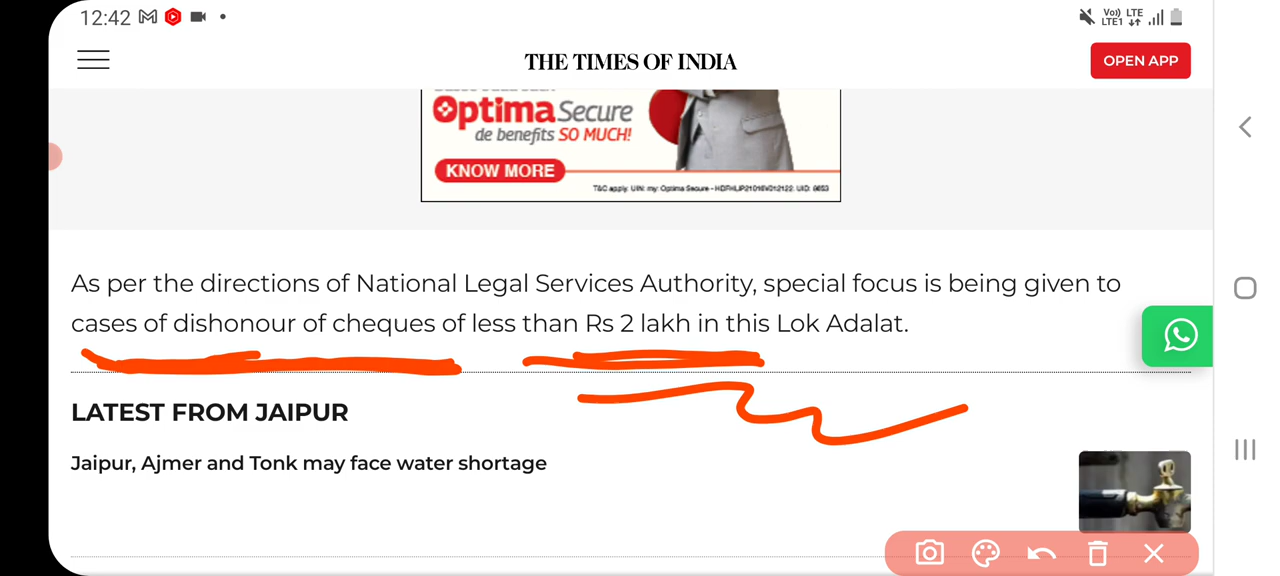 12:42
Vo)) LTE
LTE1
THE TIMES OF INDIA
OPEN APP
Optima Secure
de benefits SO MUCH!
KNOW MORE
As per the directions of National Legal Services Authority, special focus is being given to
cases of dishonour of cheques of less than Rs 2 lakh in this Lok Adalat.
LATEST FROM JAIPUR
Jaipur, Ajmer and Tonk may face water shortage